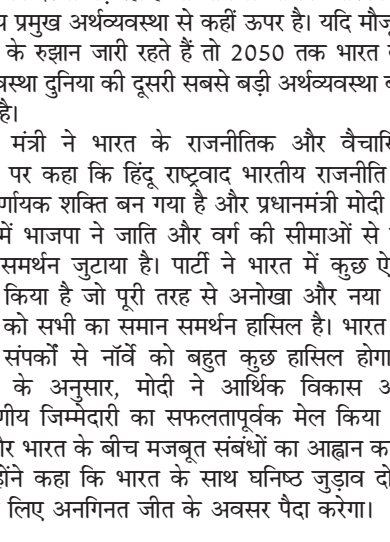 प्रमुख अर्थव्यवस्था से कहीं ऊपर है। यदि
के रुझान जारी रहते हैं तो 2050 तक भारत
दुनिया की दूसरी सबसे बड़ी अर्थव्यवस्था
है।
मंत्री ने भारत के राजनीतिक और
पर कहा कि हिंदू राष्ट्रवाद भारतीय राजनीति
शक्ति बन गया है और प्रधानमंत्री मोदी
में भाजपा ने जाति और वर्ग की सीमाओं से
समर्थन जुटाया है। पार्टी ने भारत में कुछ
किया है जो पूरी तरह से अनोखा और नया
को सभी का समान समर्थन हासिल है। भारत
संपर्कों से नॉर्वे को बहुत कुछ हासिल होगा
के अनुसार, मोदी ने आर्थिक विकास
जिम्मेदारी का सफलतापूर्वक मेल किया
भारत के बीच मजबूत संबंधों का आह्वान
कहा कि भारत के साथ घनिष्ठ जुड़ाव
लिए अनगिनत जीत के अवसर पैदा करेगा।